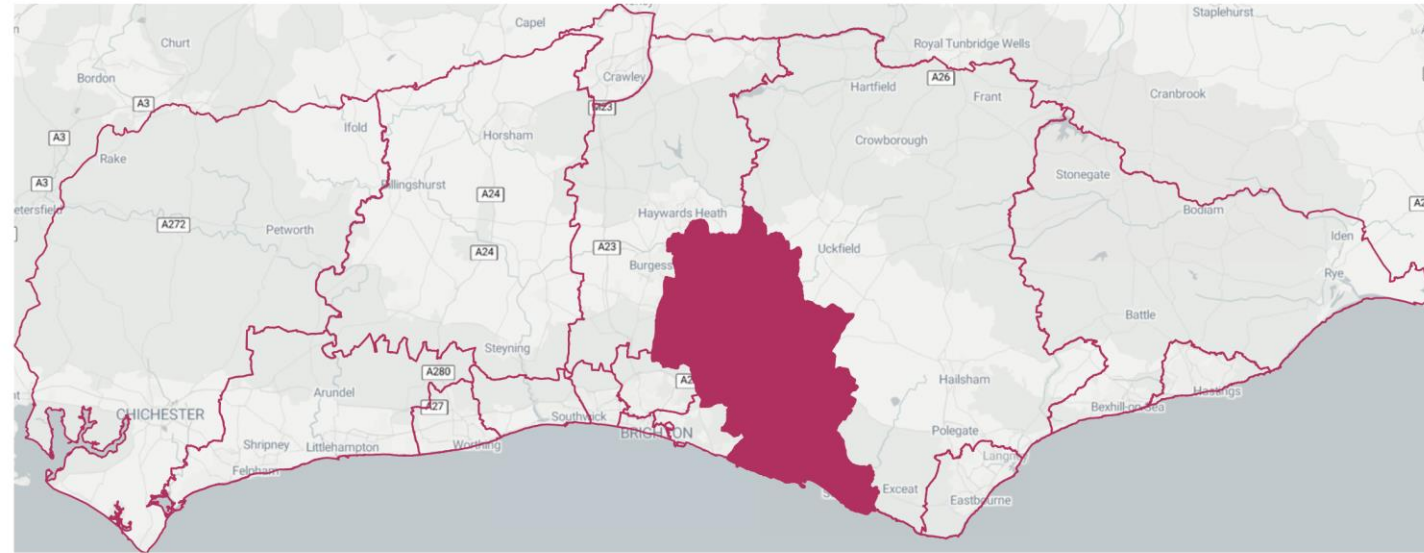 Capel
Staplehurst
Churt
Royal Tunbridge Wells
Bordon
Crawley
A26
Hartfield
Frant
Cranbrook
A3
Ifold
Horsham
Crowborough
A3
Rake
Stonegate
A3
Billingshurst
A24
Haywards Heath
Bodiam
A272
Petworth
A24
A23
Uckfield
Iden
Burgess
Rye
Battle
Steyning
A280
Hailsham
Arundel
A27
CHICHESTER
Southwick
Bexhill-on-Sea
Hastings
Shripney
Littlehampton
Worthing
BRIGHTON
Polegate
Felpham
Exceat
Eastbourne